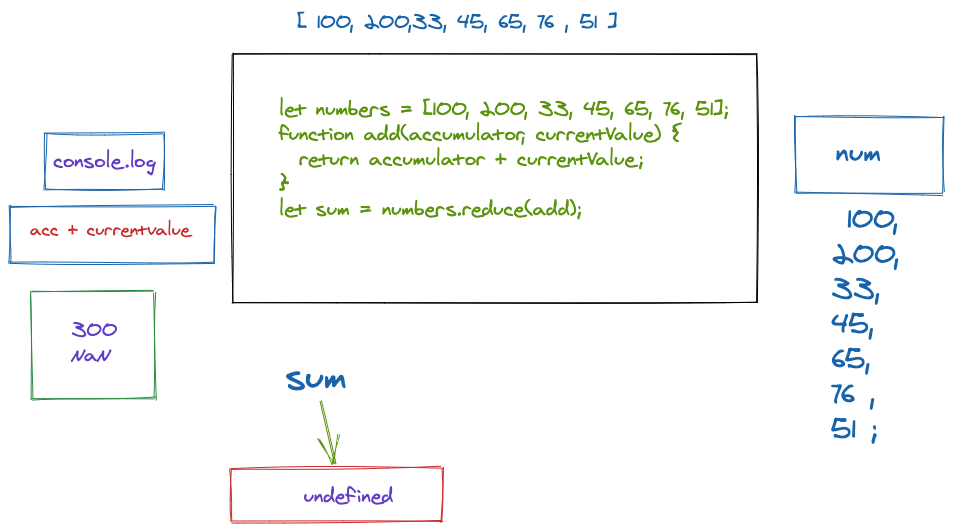 [ 100, 200,33, 45, 65, 76 , 51 ]
let numbers = [100, 200, 33, 45, 65, 76, 51];
function add(accumulator, currentValue) {
return accumulator + currentValue;
}
let sum = numbers.reduce(add);
console.log
acc + currentvalue
300
NaN
num
100,
200,
33,
45,
65,
76 ,
51 ;
sum
undefined